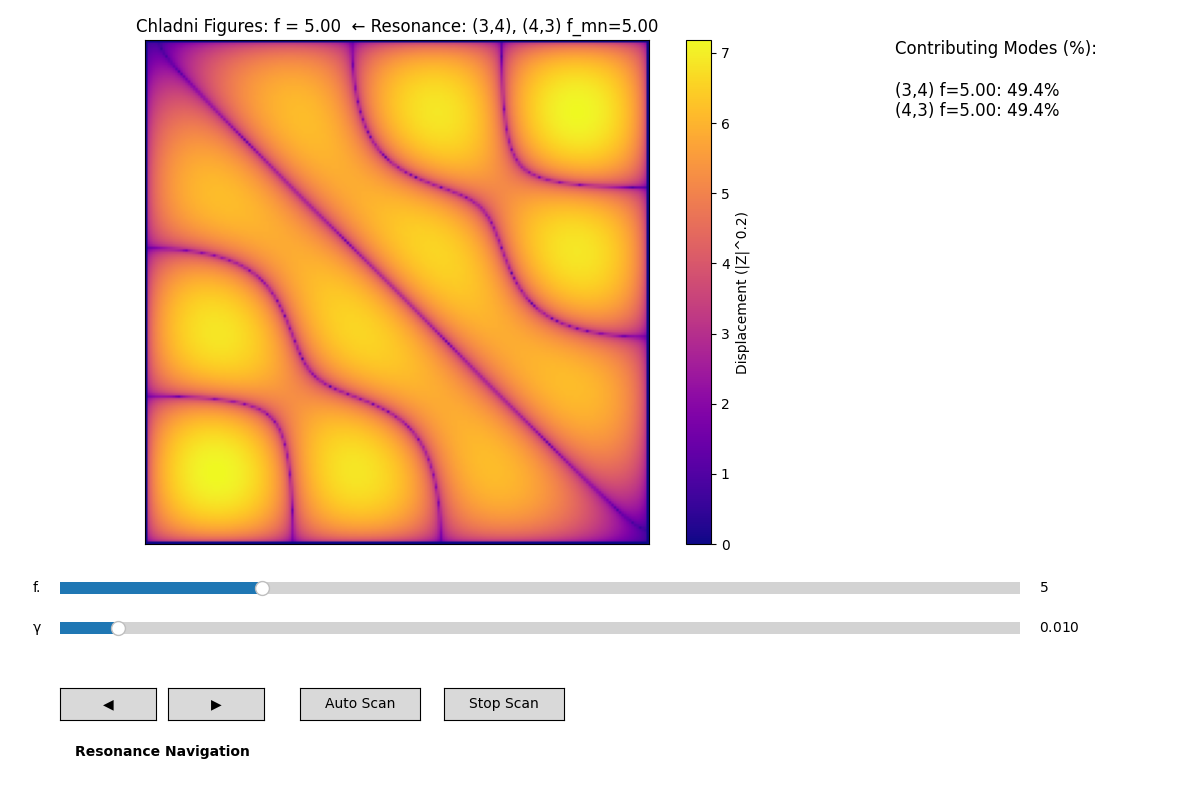 Chladni Figures: f = 5.00 ← Resonance: (3,4), (4,3) f_mn=5.00
Contributing Modes (%):
(3,4) f=5.00: 49.4%
(4,3) f=5.00: 49.4%
7
6
5
4
3
2
1
0
Displacement (|Z|^0.2)
f.
5
γ
0.010
◀
▶
Auto Scan
Stop Scan
Resonance Navigation